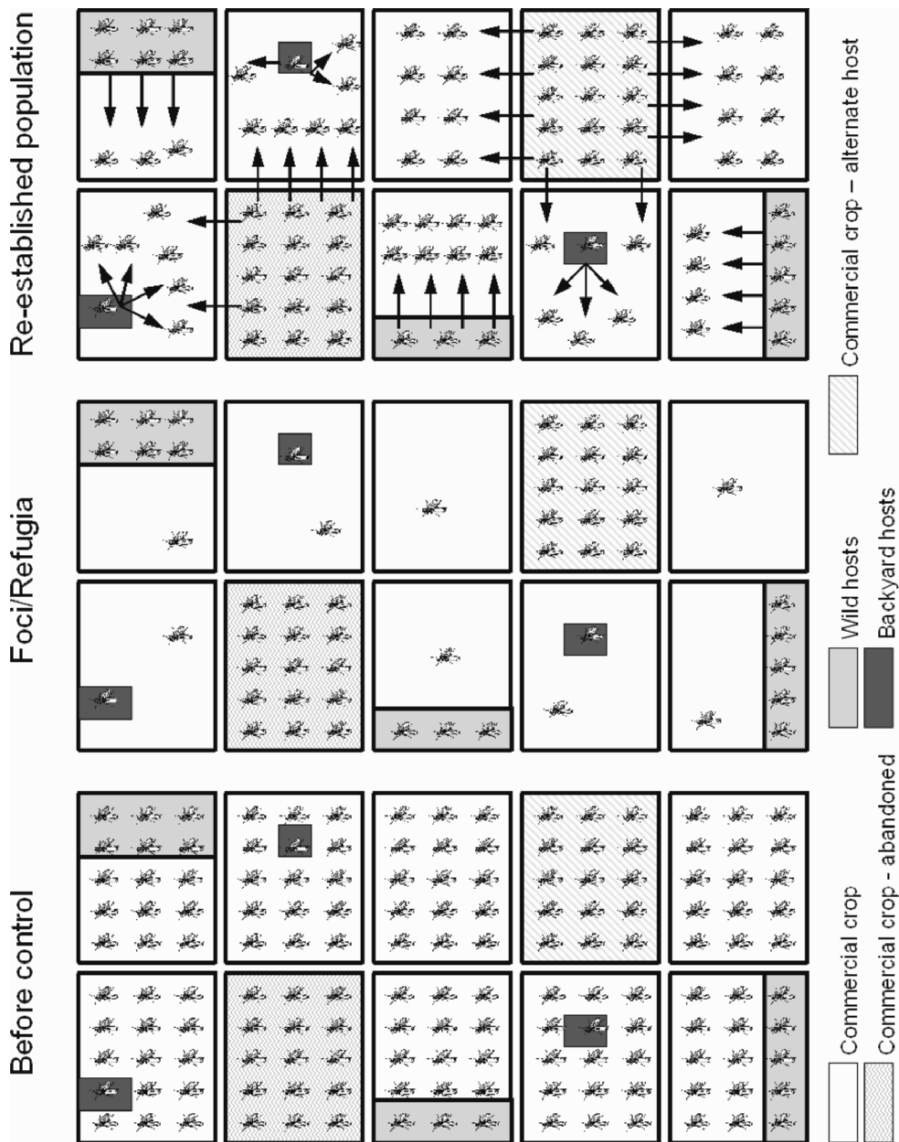 Before control
Foci/Refugia
Re-established population
Commercial crop
Wild hosts
Commercial crop – alternate host
Commercial crop - abandoned
Backyard hosts